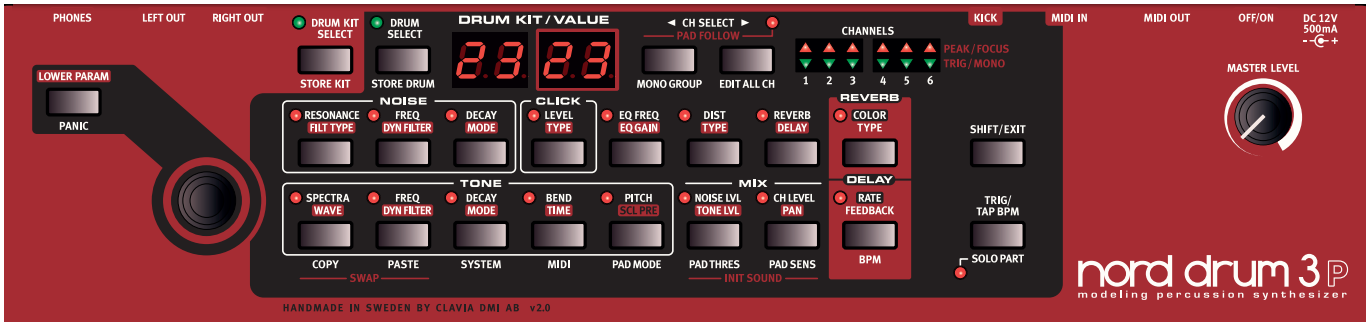 PHONES LEFT OUT RIGHT OUT
DRUM KIT SELECT
DRUM SELECT
DRUM KIT / VALUE
◄ CH SELECT ►
PAD FOLLOW
KICK
MIDI IN MIDI OUT OFF/ON
DC 12V
500mA
CHANNELS
PEAK / FOCUS
TRIG / MONO
1 2 3 4 5 6
23 23
STORE KIT STORE DRUM
MONO GROUP EDIT ALL CH
LOWER PARAM
PANIC
MASTER LEVEL
NOISE CLICK REVERB
RESONANCE FREQ DECAY LEVEL EQ FREQ DIST REVERB COLOR
FILT TYPE DYN FILTER MODE TYPE EQ GAIN TYPE DELAY TYPE
SHIFT/EXIT
TONE MIX DELAY
SPECTRA FREQ DECAY BEND PITCH NOISE LVL CH LEVEL RATE
WAVE DYN FILTER MODE TIME SCL PRE TONE LVL PAN FEEDBACK
TRIG/
TAP BPM
COPY PASTE SYSTEM MIDI PAD MODE PAD THRES PAD SENS BPM
SOLO PART
SWAP INIT SOUND
nord drum 3P
modeling percussion synthesizer
HANDMADE IN SWEDEN BY CLAVIA DMI AB v2.0